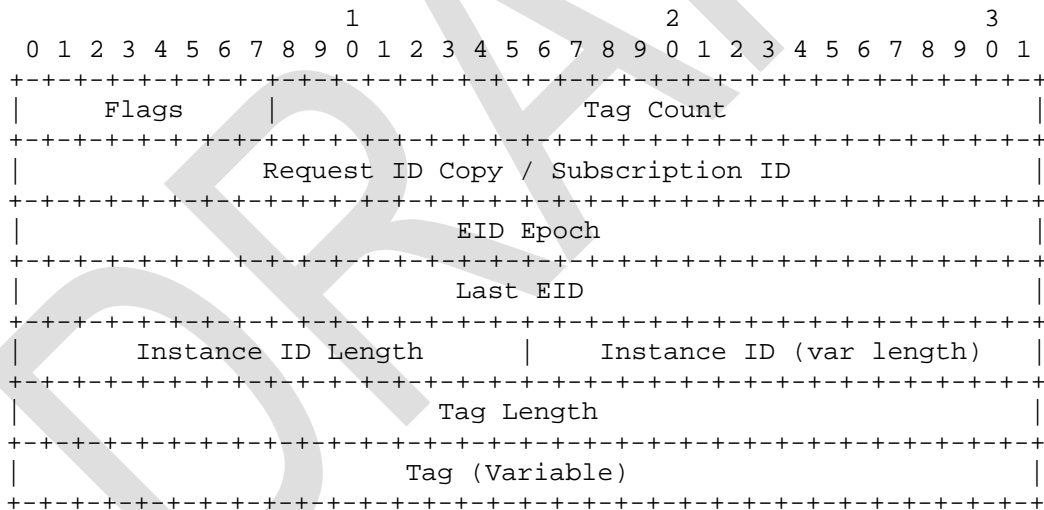 1                   2                   3
 0 1 2 3 4 5 6 7 8 9 0 1 2 3 4 5 6 7 8 9 0 1 2 3 4 5 6 7 8 9 0 1
+-+-+-+-+-+-+-+-+-+-+-+-+-+-+-+-+-+-+-+-+-+-+-+-+-+-+-+-+-+-+-+-+
|     Flags     |                   Tag Count                   |
+-+-+-+-+-+-+-+-+-+-+-+-+-+-+-+-+-+-+-+-+-+-+-+-+-+-+-+-+-+-+-+-+
|               Request ID Copy / Subscription ID               |
+-+-+-+-+-+-+-+-+-+-+-+-+-+-+-+-+-+-+-+-+-+-+-+-+-+-+-+-+-+-+-+-+
|                           EID Epoch                           |
+-+-+-+-+-+-+-+-+-+-+-+-+-+-+-+-+-+-+-+-+-+-+-+-+-+-+-+-+-+-+-+-+
|                           Last EID                            |
+-+-+-+-+-+-+-+-+-+-+-+-+-+-+-+-+-+-+-+-+-+-+-+-+-+-+-+-+-+-+-+-+
|       Instance ID Length      |    Instance ID (var length)   |
+-+-+-+-+-+-+-+-+-+-+-+-+-+-+-+-+-+-+-+-+-+-+-+-+-+-+-+-+-+-+-+-+
|                          Tag Length                           |
+-+-+-+-+-+-+-+-+-+-+-+-+-+-+-+-+-+-+-+-+-+-+-+-+-+-+-+-+-+-+-+-+
|                        Tag (Variable)                         |
+-+-+-+-+-+-+-+-+-+-+-+-+-+-+-+-+-+-+-+-+-+-+-+-+-+-+-+-+-+-+-+-+